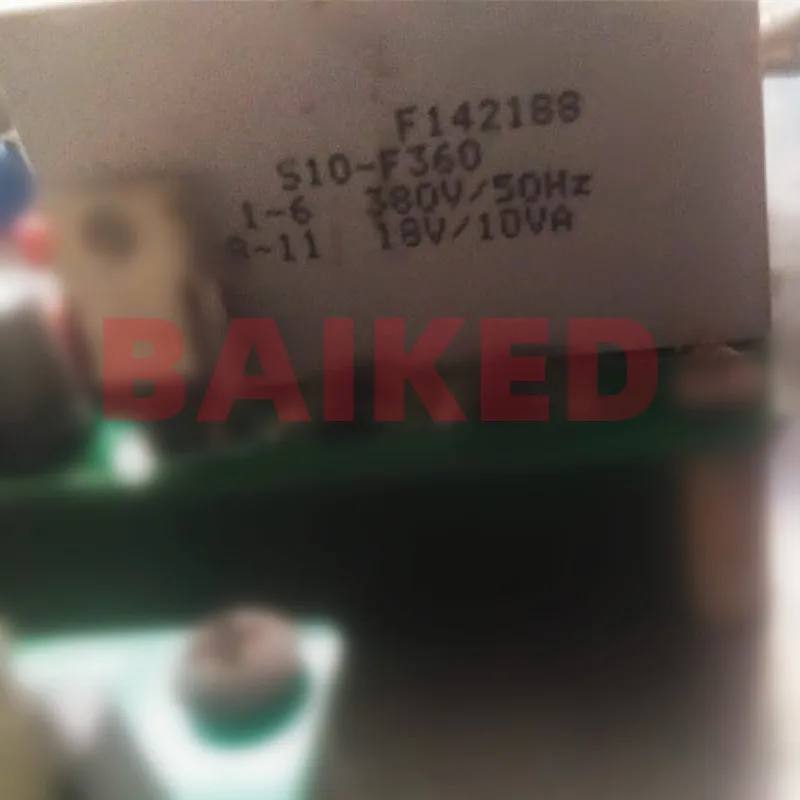 F142188
S10-F360
1-6 380V/50Hz
-11 18V/10VA
BAIKED